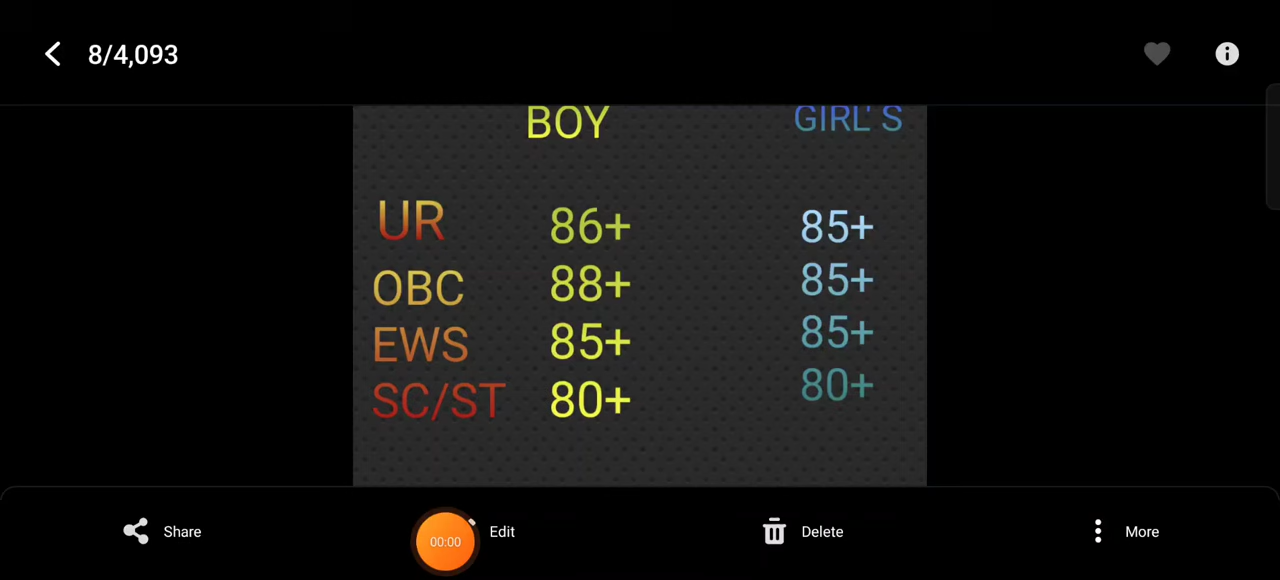 8/4,093
BOY GIRL' S
UR 86+ 85+
OBC 88+ 85+
EWS 85+ 85+
SC/ST 80+ 80+
Share 00:00 Edit Delete More